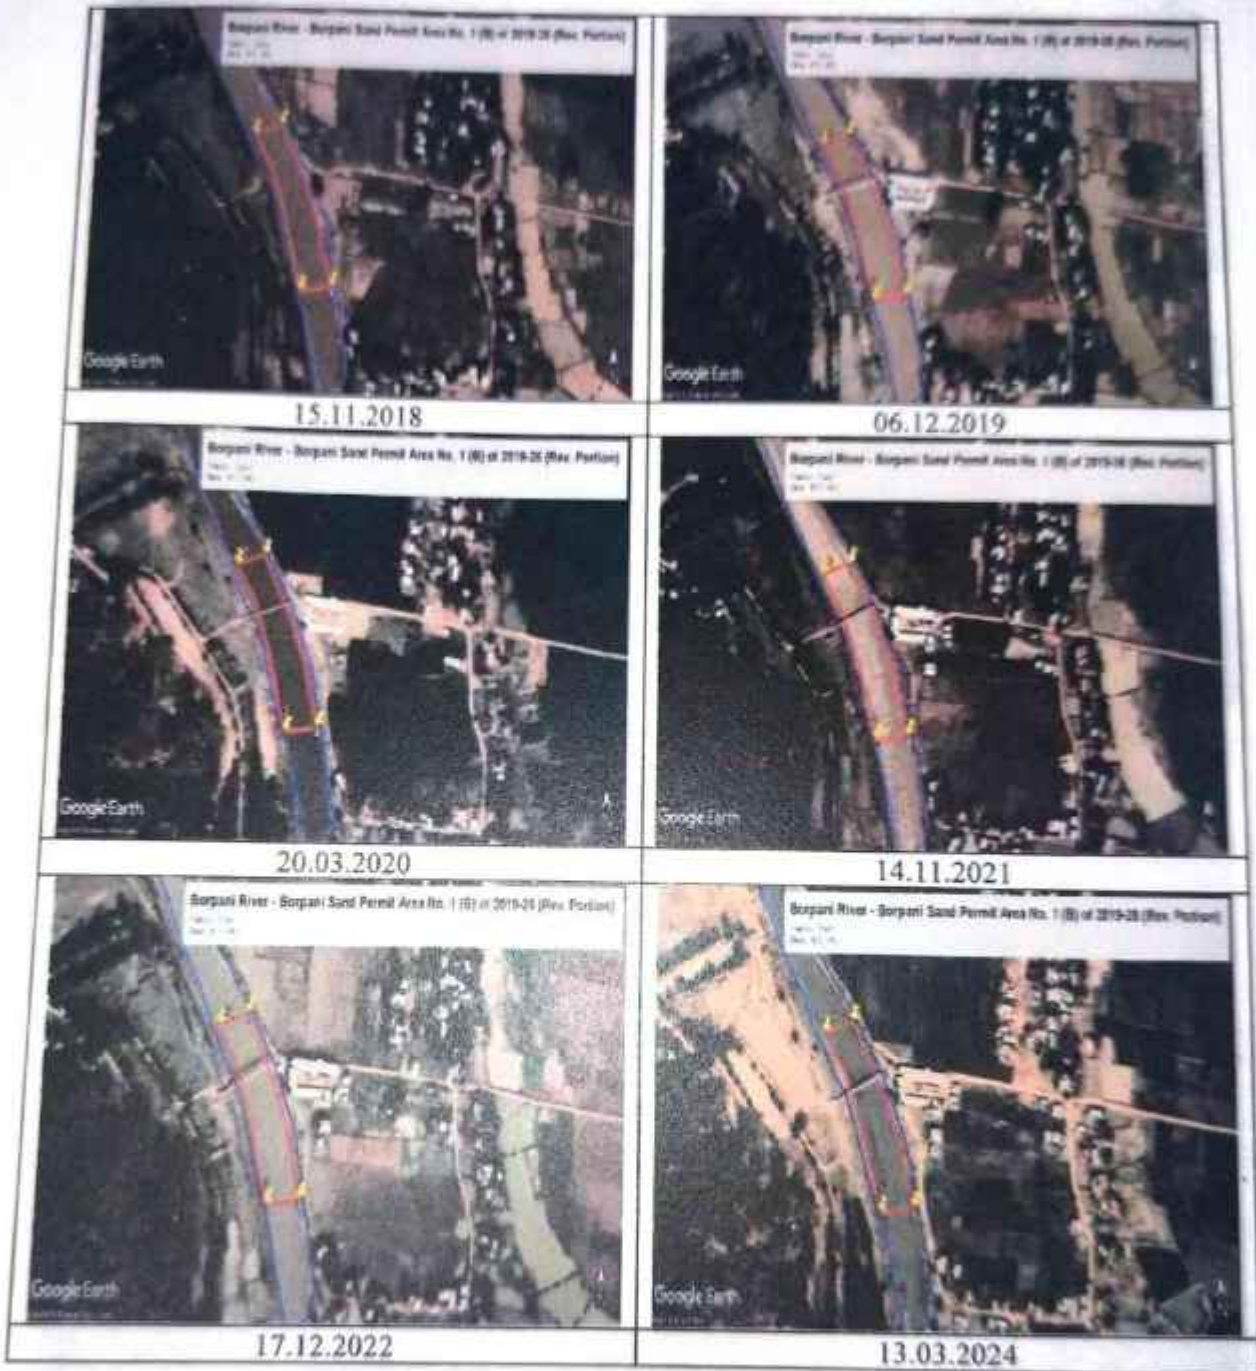 Borpani River - Borpani Sand Permit Area No. 1 (B) of 2019-26 (Rev. Portion)
Google Earth
15.11.2018
Borpani River - Borpani Sand Permit Area No. 1 (B) of 2019-26 (Rev. Portion)
Google Earth
06.12.2019
Borpani River - Borpani Sand Permit Area No. 1 (B) of 2019-26 (Rev. Portion)
Google Earth
20.03.2020
Borpani River - Borpani Sand Permit Area No. 1 (B) of 2019-26 (Rev. Portion)
Google Earth
14.11.2021
Borpani River - Borpani Sand Permit Area No. 1 (B) of 2019-26 (Rev. Portion)
Google Earth
17.12.2022
Borpani River - Borpani Sand Permit Area No. 1 (B) of 2019-26 (Rev. Portion)
Google Earth
13.03.2024